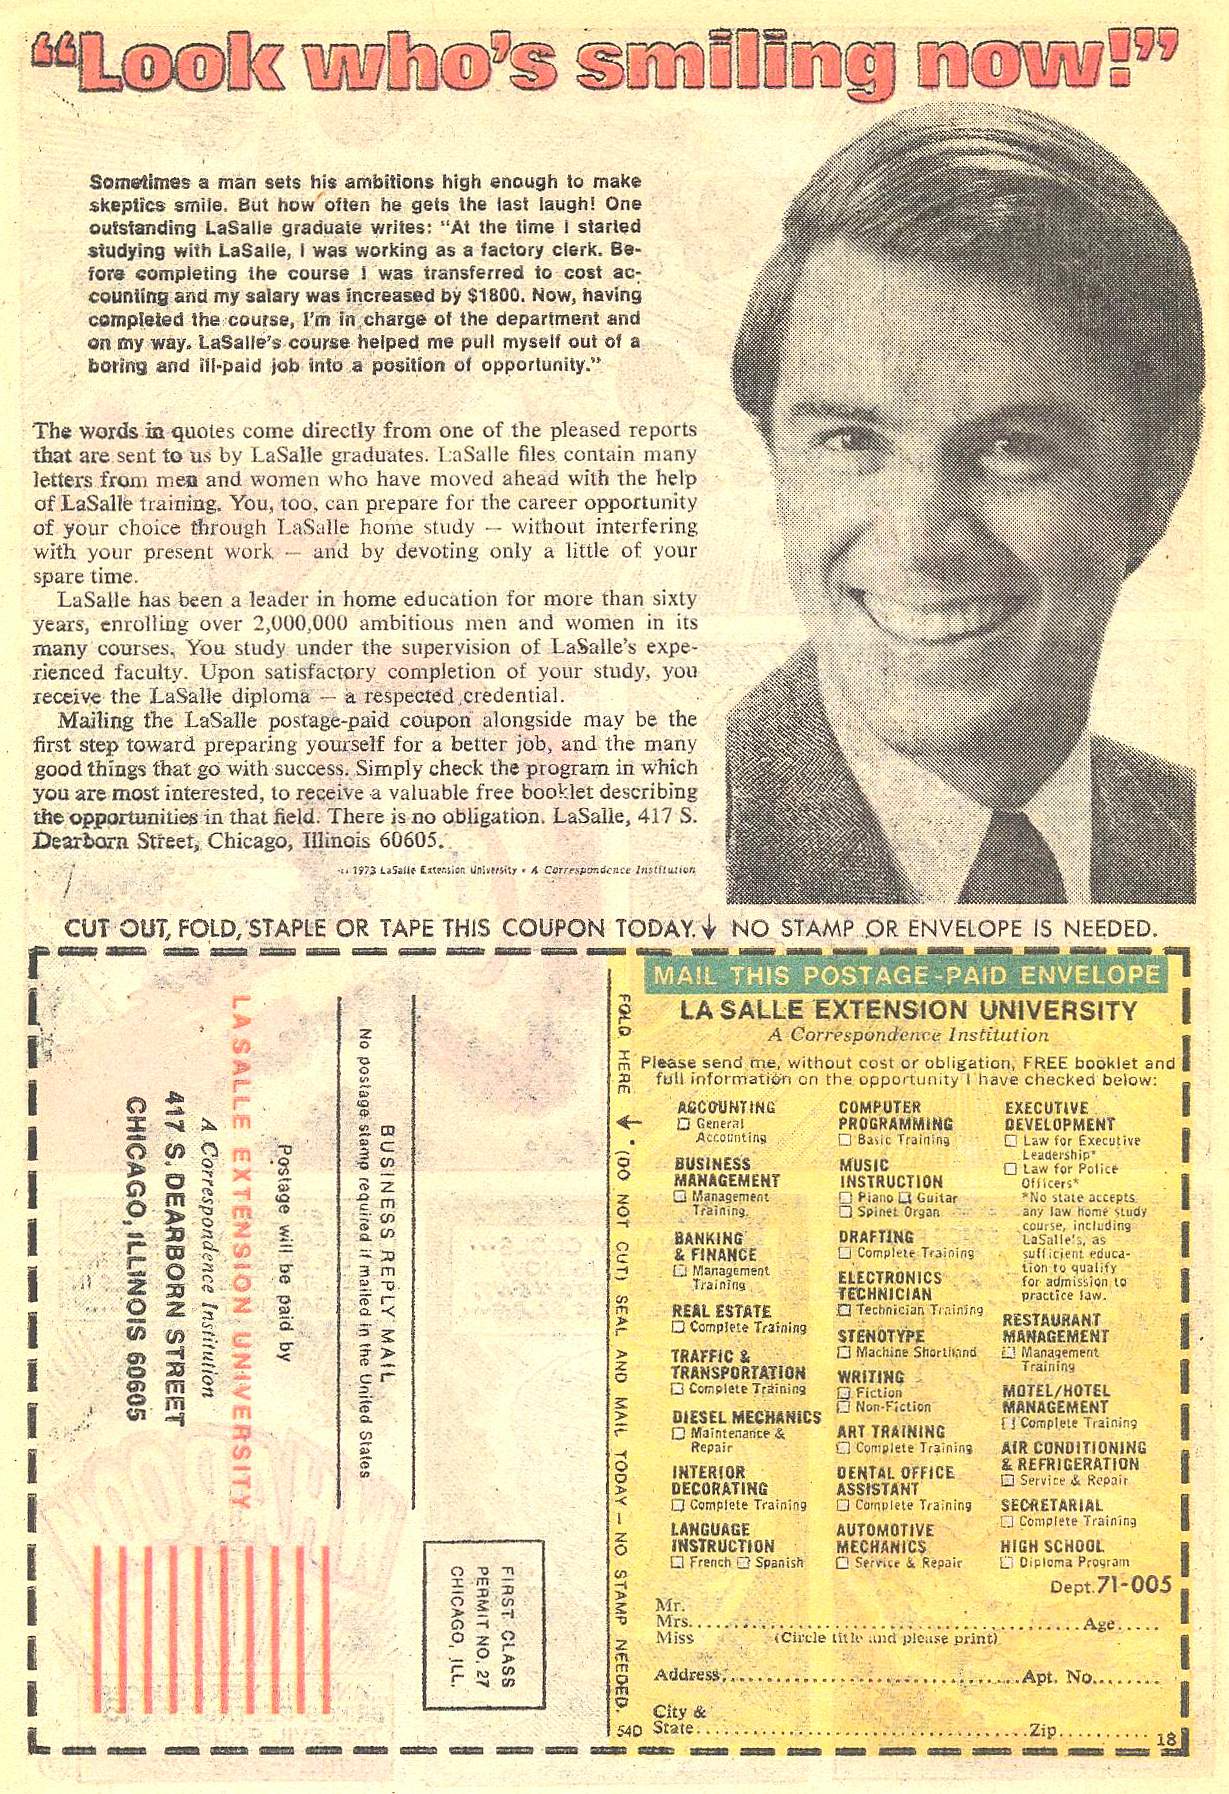 “Look who's smiling now!”
Sometimes a man sets his ambitions high enough to make
skeptics smile. But how often he gets the last laugh! One
outstanding LaSalle graduate writes: “At the time I started
studying with LaSalle, I was working as a factory clerk. Be-
fore completing the course I was transferred to cost ac-
counting and my salary was increased by $1800. Now, having
completed the course, I'm in charge of the department and
on my way. LaSalle's course helped me pull myself out of a
boring and ill-paid job into a position of opportunity.”
The words in quotes come directly from one of the pleased reports
that are sent to us by LaSalle graduates. LaSalle files contain many
letters from men and women who have moved ahead with the help
of LaSalle training. You, too, can prepare for the career opportunity
of your choice through LaSalle home study — without interfering
with your present work — and by devoting only a little of your
spare time.
LaSalle has been a leader in home education for more than sixty
years, enrolling over 2,000,000 ambitious men and women in its
many courses. You study under the supervision of LaSalle's expe-
rienced faculty. Upon satisfactory completion of your study, you
receive the LaSalle diploma — a respected credential.
Mailing the LaSalle postage-paid coupon alongside may be the
first step toward preparing yourself for a better job, and the many
good things that go with success. Simply check the program in which
you are most interested, to receive a valuable free booklet describing
the opportunities in that field. There is no obligation. LaSalle, 417 S.
Dearborn Street, Chicago, Illinois 60605.
1973 LaSalle Extension University • A Correspondence Institution
CUT OUT, FOLD, STAPLE OR TAPE THIS COUPON TODAY. ↓ NO STAMP OR ENVELOPE IS NEEDED.
FIRST CLASS
PERMIT NO. 27
CHICAGO, ILL.
BUSINESS REPLY MAIL
No postage stamp required if mailed in the United States
Postage will be paid by
LASALLE EXTENSION UNIVERSITY
A Correspondence Institution
417 S. DEARBORN STREET
CHICAGO, ILLINOIS 60605
FOLD HERE ↓ • (DO NOT CUT) SEAL AND MAIL TODAY – NO STAMP NEEDED.
540
MAIL THIS POSTAGE-PAID ENVELOPE
LA SALLE EXTENSION UNIVERSITY
A Correspondence Institution
Please send me, without cost or obligation, FREE booklet and
full information on the opportunity I have checked below:
ACCOUNTING
☐ General
Accounting
BUSINESS
MANAGEMENT
☐ Management
Training
BANKING
& FINANCE
☐ Management
Training
REAL ESTATE
☐ Complete Training
TRAFFIC &
TRANSPORTATION
☐ Complete Training
DIESEL MECHANICS
☐ Maintenance &
Repair
INTERIOR
DECORATING
☐ Complete Training
LANGUAGE
INSTRUCTION
☐ French ☐ Spanish
COMPUTER
PROGRAMMING
☐ Basic Training
MUSIC
INSTRUCTION
☐ Piano ☐ Guitar
☐ Spinet Organ
DRAFTING
☐ Complete Training
ELECTRONICS
TECHNICIAN
☐ Technician Training
STENOTYPE
☐ Machine Shorthand
WRITING
☐ Fiction
☐ Non-Fiction
ART TRAINING
☐ Complete Training
DENTAL OFFICE
ASSISTANT
☐ Complete Training
AUTOMOTIVE
MECHANICS
☐ Service & Repair
EXECUTIVE
DEVELOPMENT
☐ Law for Executive
Leadership*
☐ Law for Police
Officers*
*No state accepts
any law home study
course, including
LaSalle's, as
sufficient educa-
tion to qualify
for admission to
practice law.
RESTAURANT
MANAGEMENT
☐ Management
Training
MOTEL/HOTEL
MANAGEMENT
☐ Complete Training
AIR CONDITIONING
& REFRIGERATION
☐ Service & Repair
SECRETARIAL
☐ Complete Training
HIGH SCHOOL
☐ Diploma Program
Dept. 71-005
Mr.
Mrs. Age
Miss (Circle title and please print)
Address Apt. No.
City &
State Zip
18